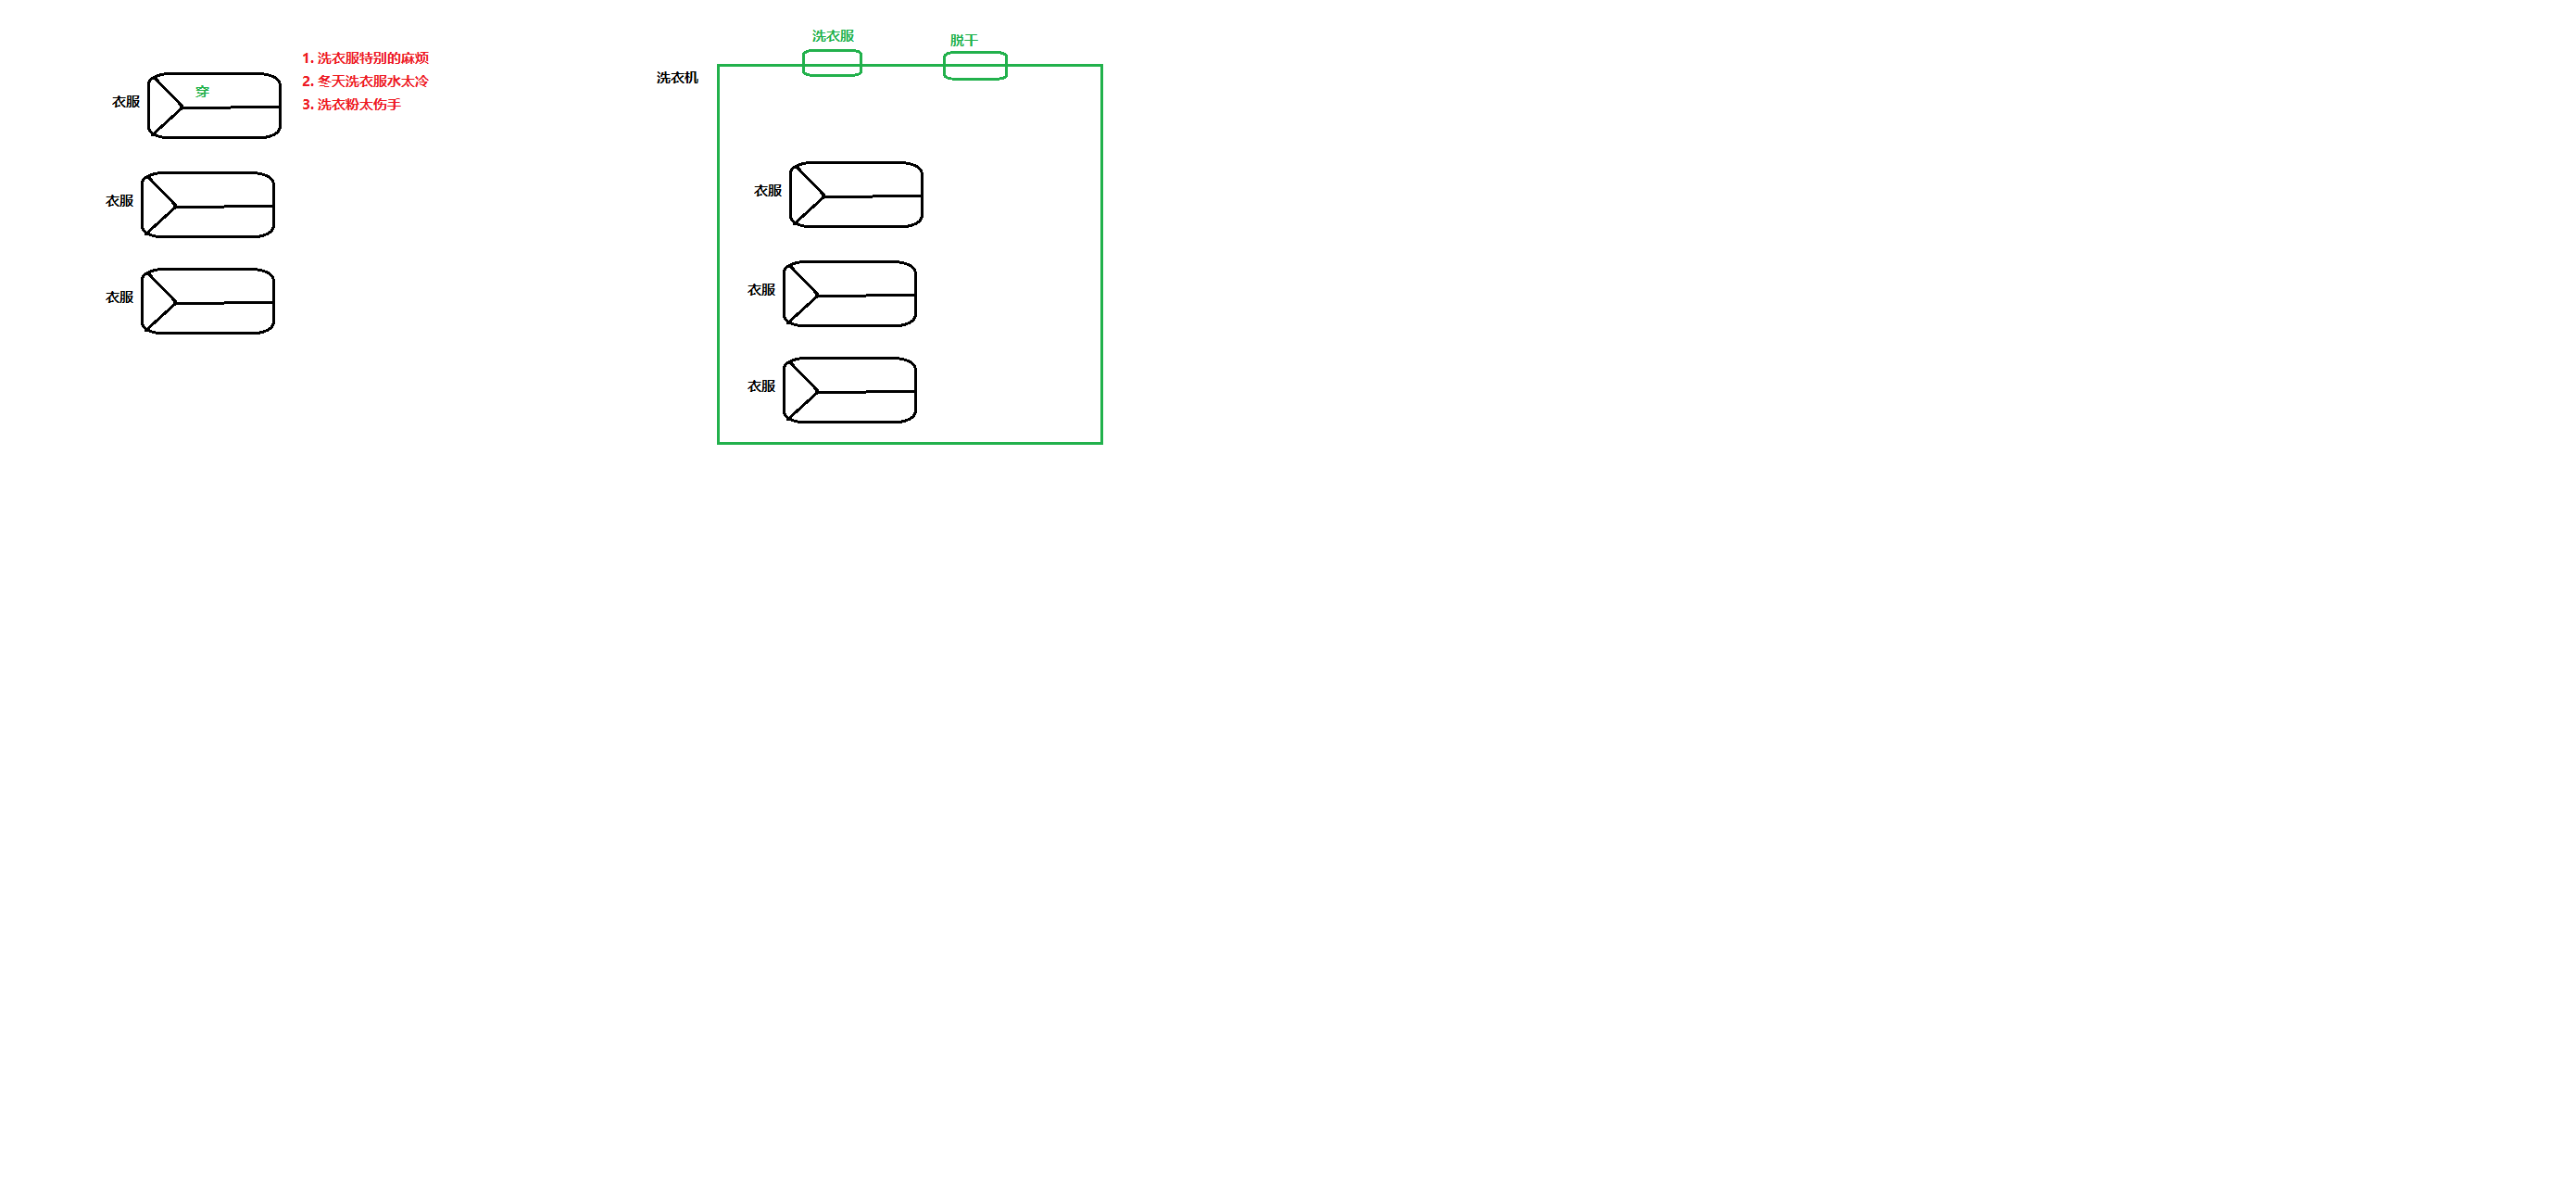 1. 洗衣服特别的麻烦
2. 冬天洗衣服水太冷
3. 洗衣粉太伤手
衣服
穿
衣服
衣服
洗衣服
脱干
洗衣机
衣服
衣服
衣服